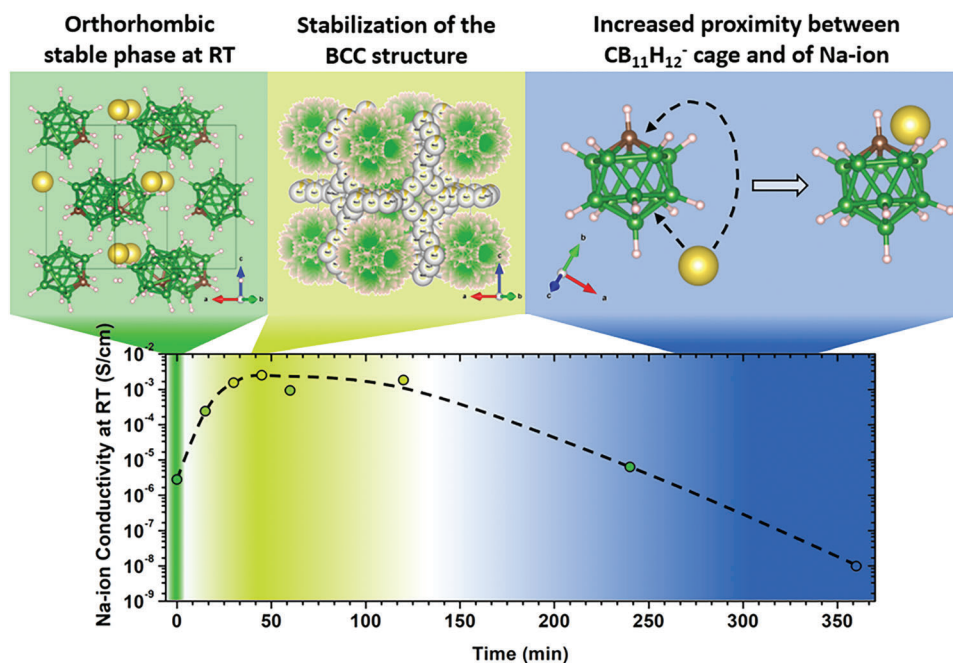 Orthorhombic
stable phase at RT
Stabilization of the
BCC structure
Increased proximity between
CB₁₁H₁₂⁻ cage and of Na-ion
c
a
b
c
a
b
b
c
a
Na-ion Conductivity at RT (S/cm)
10⁻²
10⁻³
10⁻⁴
10⁻⁵
10⁻⁶
10⁻⁷
10⁻⁸
10⁻⁹
0 50 100 150 200 250 300 350
Time (min)